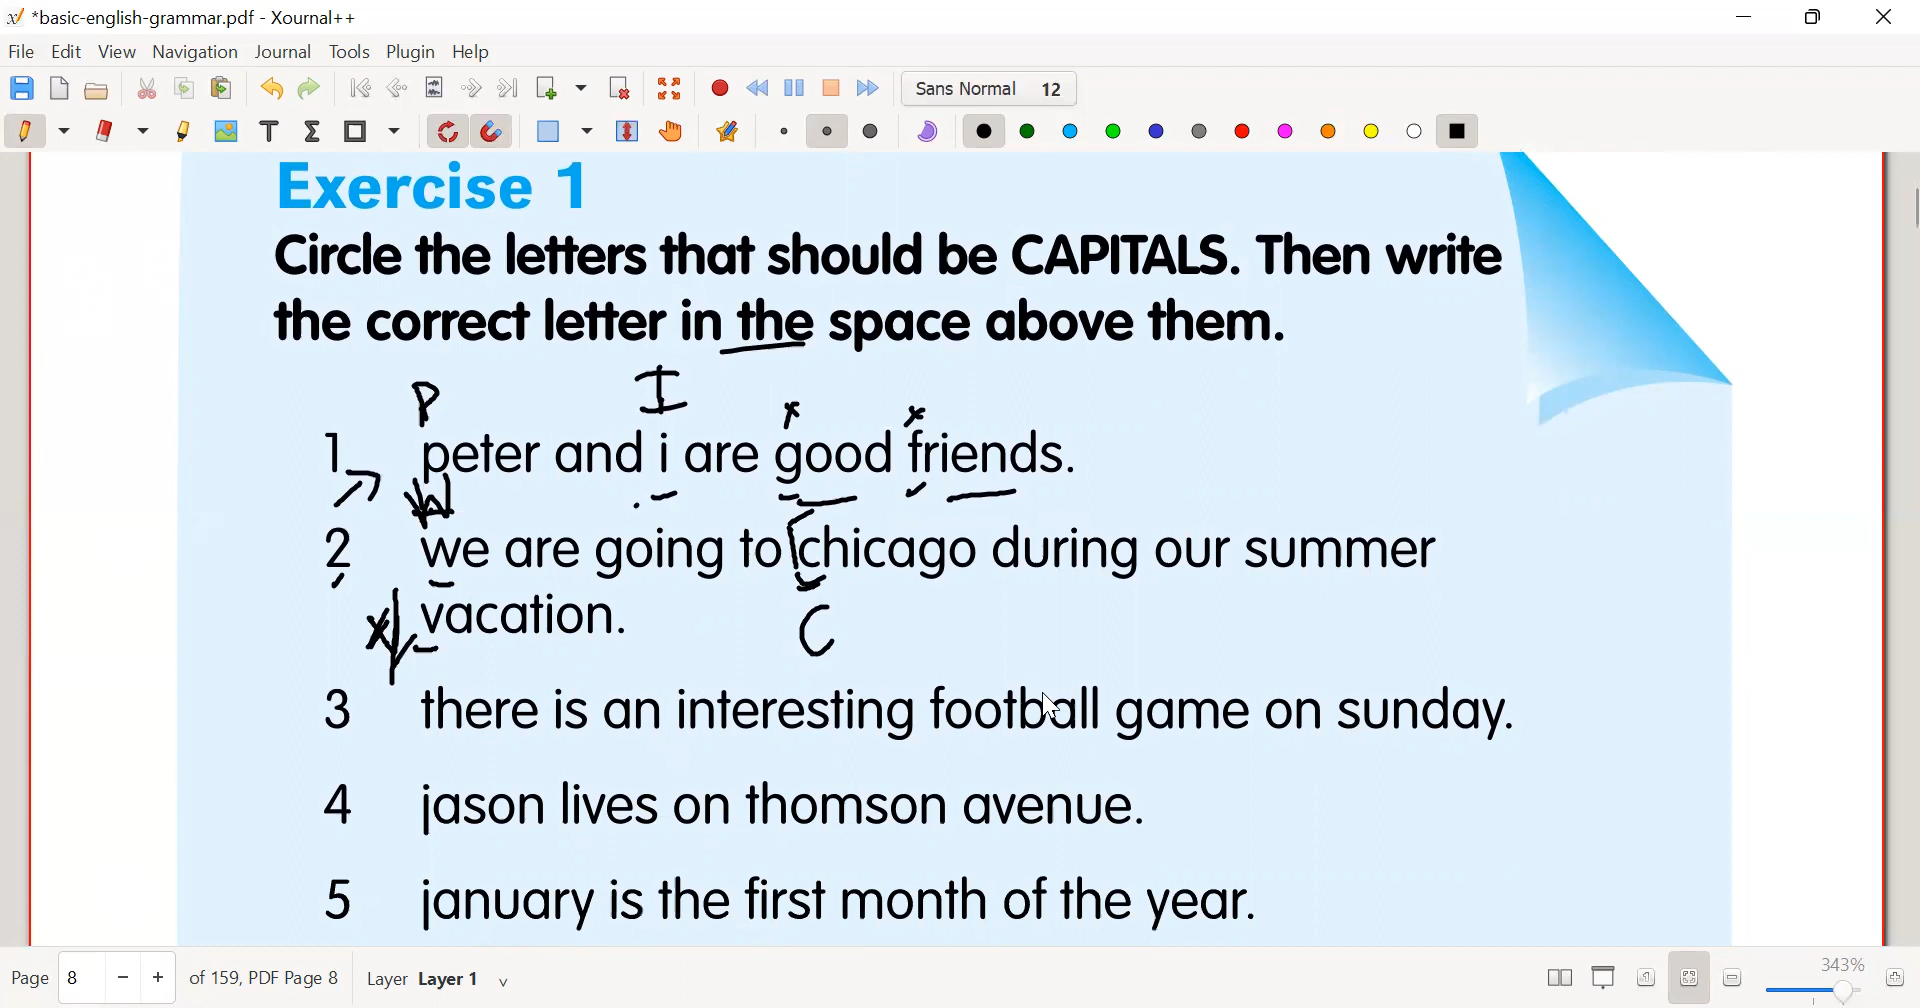 *basic-english-grammar.pdf - Xournal++
File Edit View Navigation Journal Tools Plugin Help
Sans Normal 12
Exercise 1
Circle the letters that should be CAPITALS. Then write
the correct letter in the space above them.
P I
1 peter and i are good friends.
W
2 we are going to chicago during our summer
vacation.
C
3 there is an interesting football game on sunday.
4 jason lives on thomson avenue.
5 january is the first month of the year.
Page 8 − + of 159, PDF Page 8 Layer Layer 1 343%